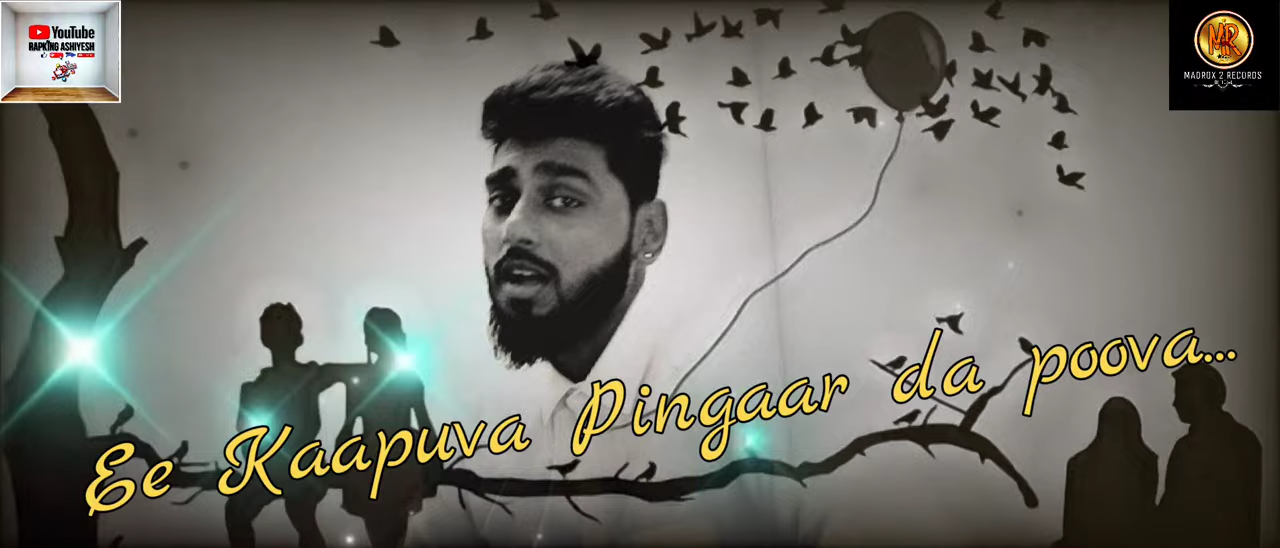 YouTube
RAPKING ASHIYESH
MADROX 2 RECORDS
Ee Kaapuva Pingaar da poova...